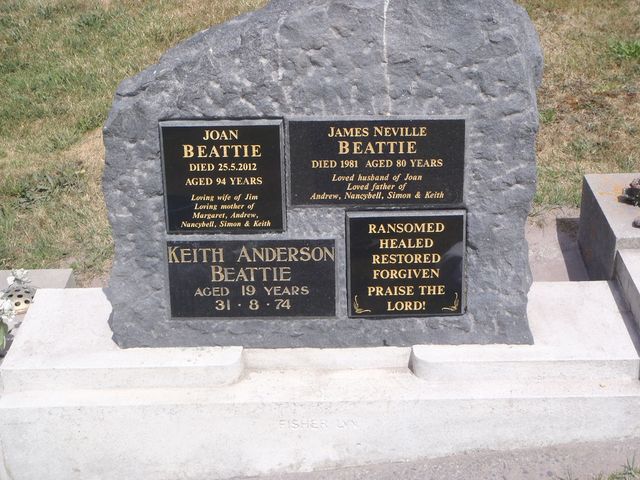 JOAN
BEATTIE
DIED 25.5.2012
AGED 94 YEARS
Loving wife of Jim
Loving mother of
Margaret, Andrew,
Nancybell, Simon & Keith
JAMES NEVILLE
BEATTIE
DIED 1981 AGED 80 YEARS
Loved husband of Joan
Loved father of
Andrew, Nancybell, Simon & Keith
KEITH ANDERSON
BEATTIE
AGED 19 YEARS
31·8·74
RANSOMED
HEALED
RESTORED
FORGIVEN
PRAISE THE
LORD!
FISHER